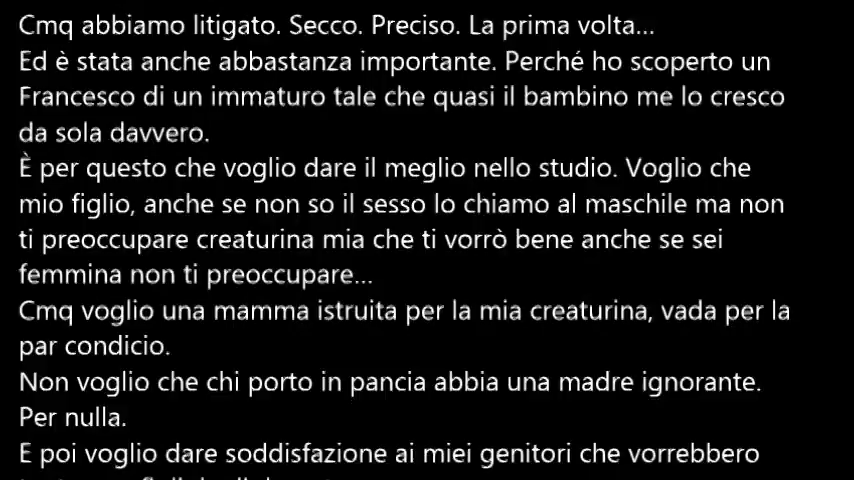 Cmq abbiamo litigato. Secco. Preciso. La prima volta...
Ed è stata anche abbastanza importante. Perché ho scoperto un
Francesco di un immaturo tale che quasi il bambino me lo cresco
da sola davvero.
È per questo che voglio dare il meglio nello studio. Voglio che
mio figlio, anche se non so il sesso lo chiamo al maschile ma non
ti preoccupare creaturina mia che ti vorrò bene anche se sei
femmina non ti preoccupare...
Cmq voglio una mamma istruita per la mia creaturina, vada per la
par condicio.
Non voglio che chi porto in pancia abbia una madre ignorante.
Per nulla.
E poi voglio dare soddisfazione ai miei genitori che vorrebbero